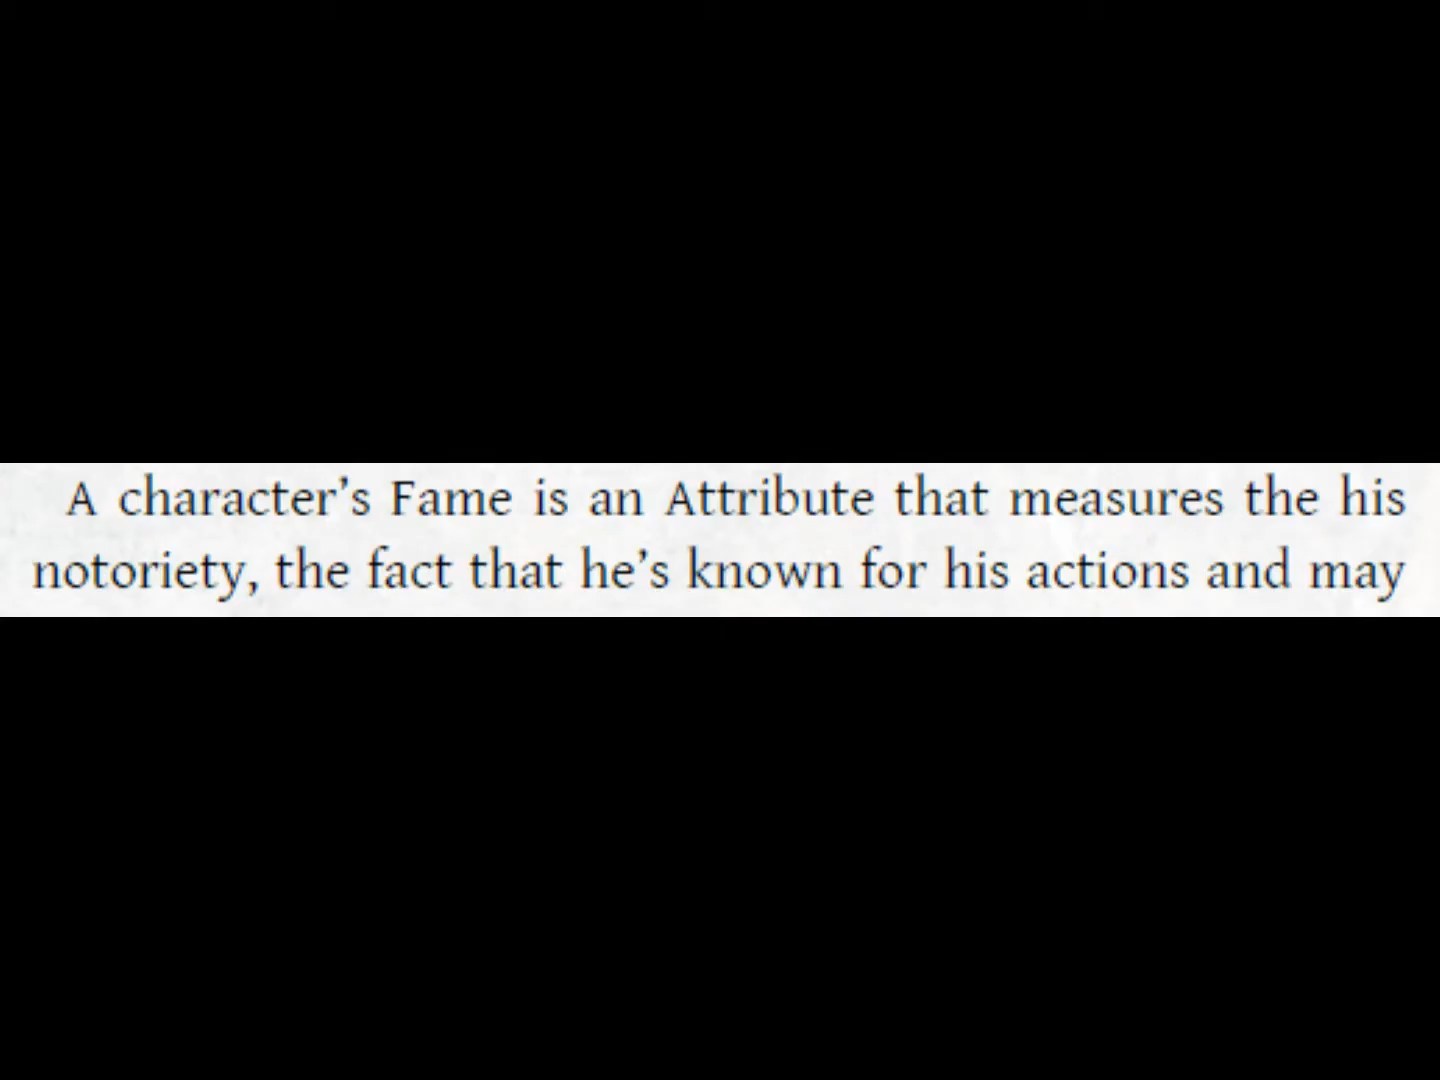 A character’s Fame is an Attribute that measures the his
notoriety, the fact that he’s known for his actions and may